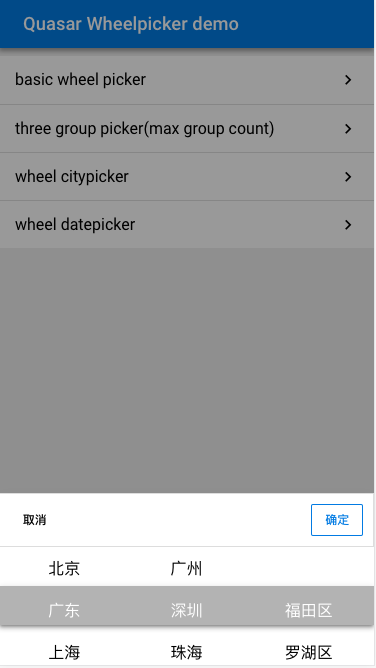 Quasar Wheelpicker demo
basic wheel picker
three group picker(max group count)
wheel citypicker
wheel datepicker
取消 确定
北京 广州
广东 深圳 福田区
上海 珠海 罗湖区